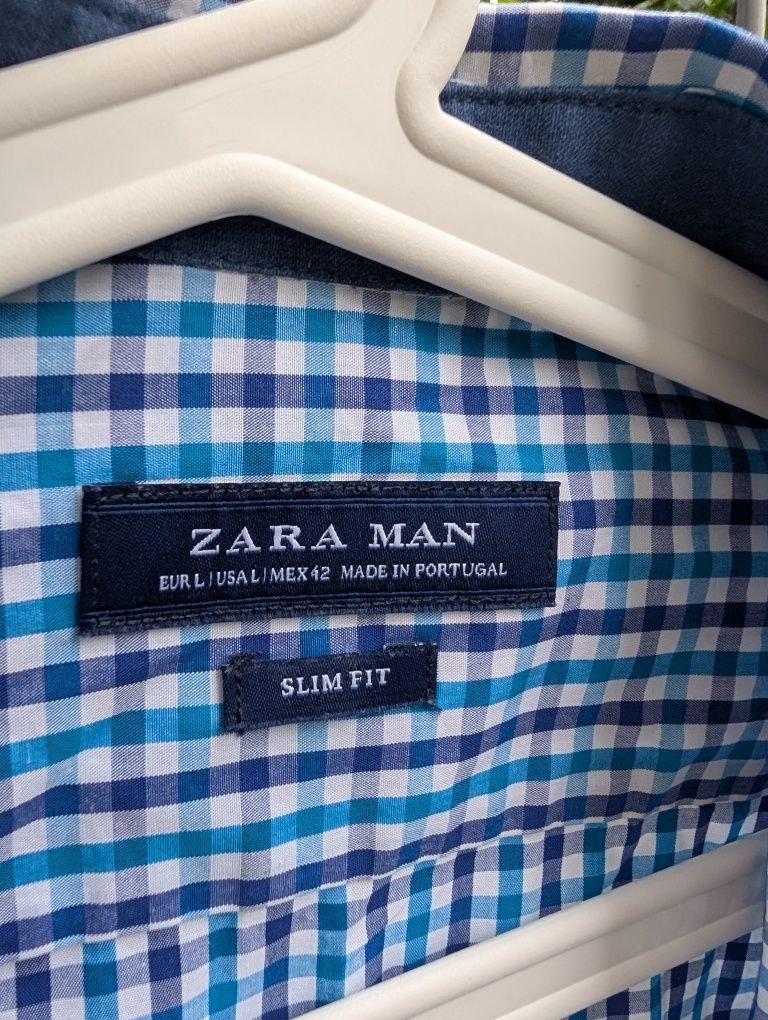 ZARA MAN
EUR L | USA L | MEX 42 MADE IN PORTUGAL
SLIM FIT